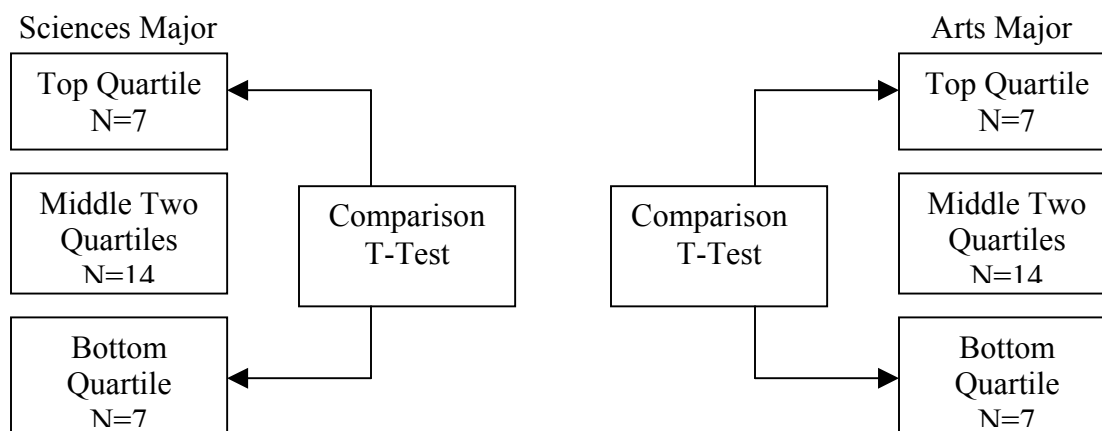 Sciences Major
Top Quartile
N=7
Middle Two
Quartiles
N=14
Bottom
Quartile
N=7
Comparison
T-Test
Comparison
T-Test
Arts Major
Top Quartile
N=7
Middle Two
Quartiles
N=14
Bottom
Quartile
N=7